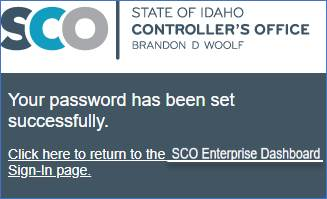 SCO
STATE OF IDAHO
CONTROLLER'S OFFICE
BRANDON D WOOLF
Your password has been set
successfully.
Click here to return to the SCO Enterprise Dashboard
Sign-In page.